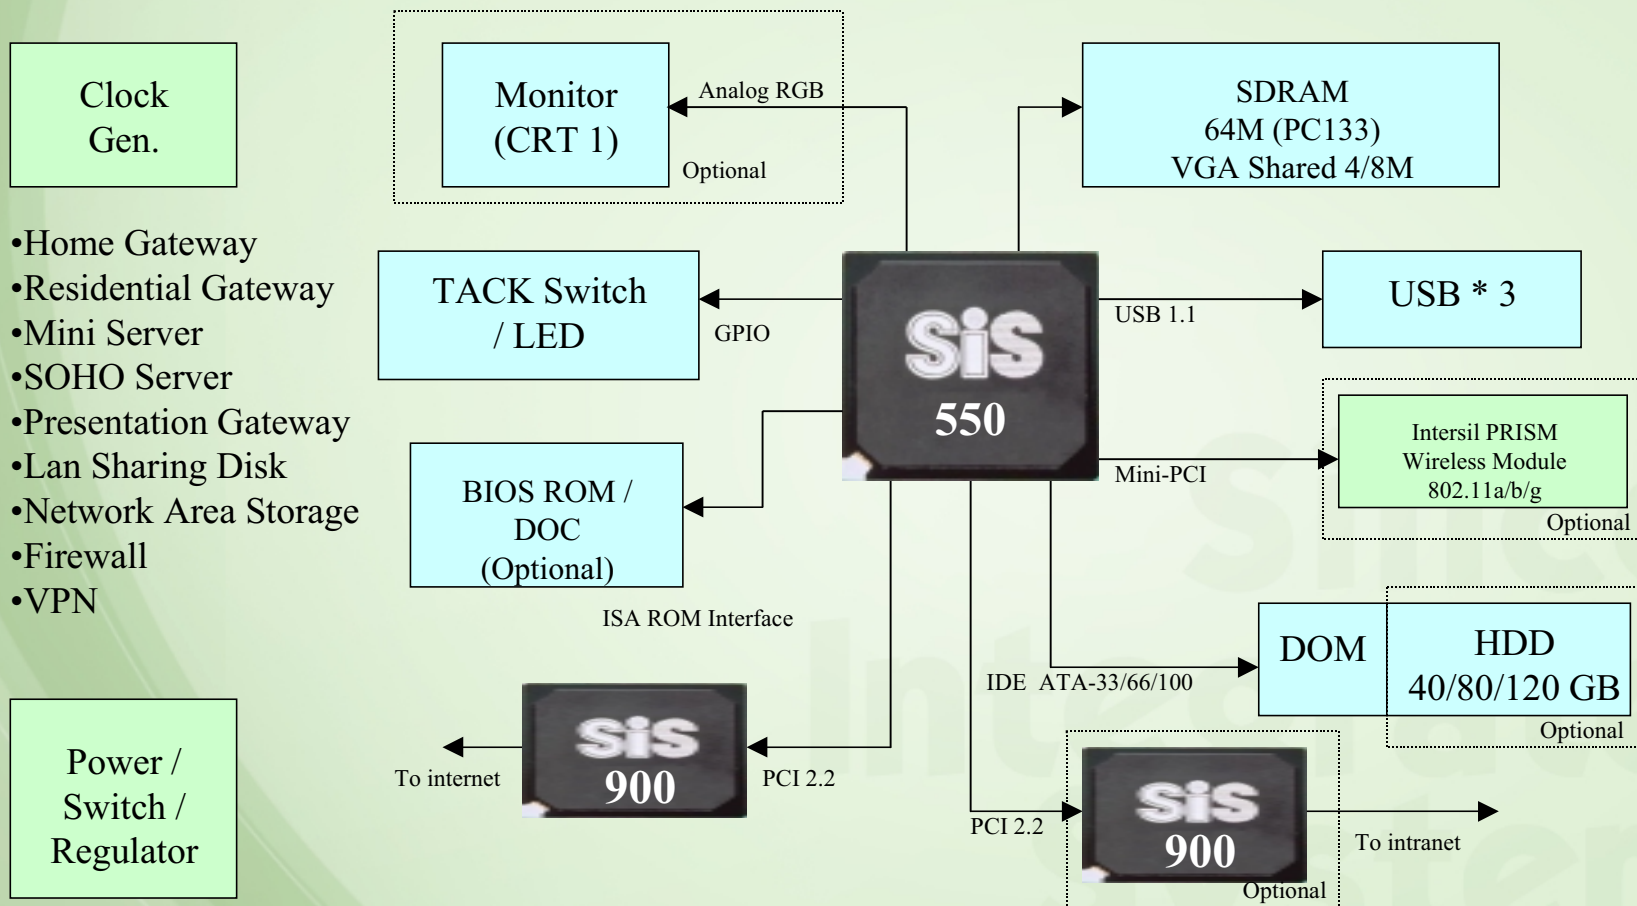 Clock
Gen.
Monitor
(CRT 1)
Analog RGB
Optional
SDRAM
64M (PC133)
VGA Shared 4/8M
•Home Gateway
•Residential Gateway
•Mini Server
•SOHO Server
•Presentation Gateway
•Lan Sharing Disk
•Network Area Storage
•Firewall
•VPN
TACK Switch
/ LED
GPIO
SiS
550
USB 1.1
USB * 3
Intersil PRISM
Wireless Module
802.11a/b/g
Optional
Mini-PCI
BIOS ROM /
DOC
(Optional)
ISA ROM Interface
DOM
HDD
40/80/120 GB
Optional
IDE ATA-33/66/100
Power /
Switch /
Regulator
To internet
SiS
900
PCI 2.2
PCI 2.2
SiS
900
Optional
To intranet